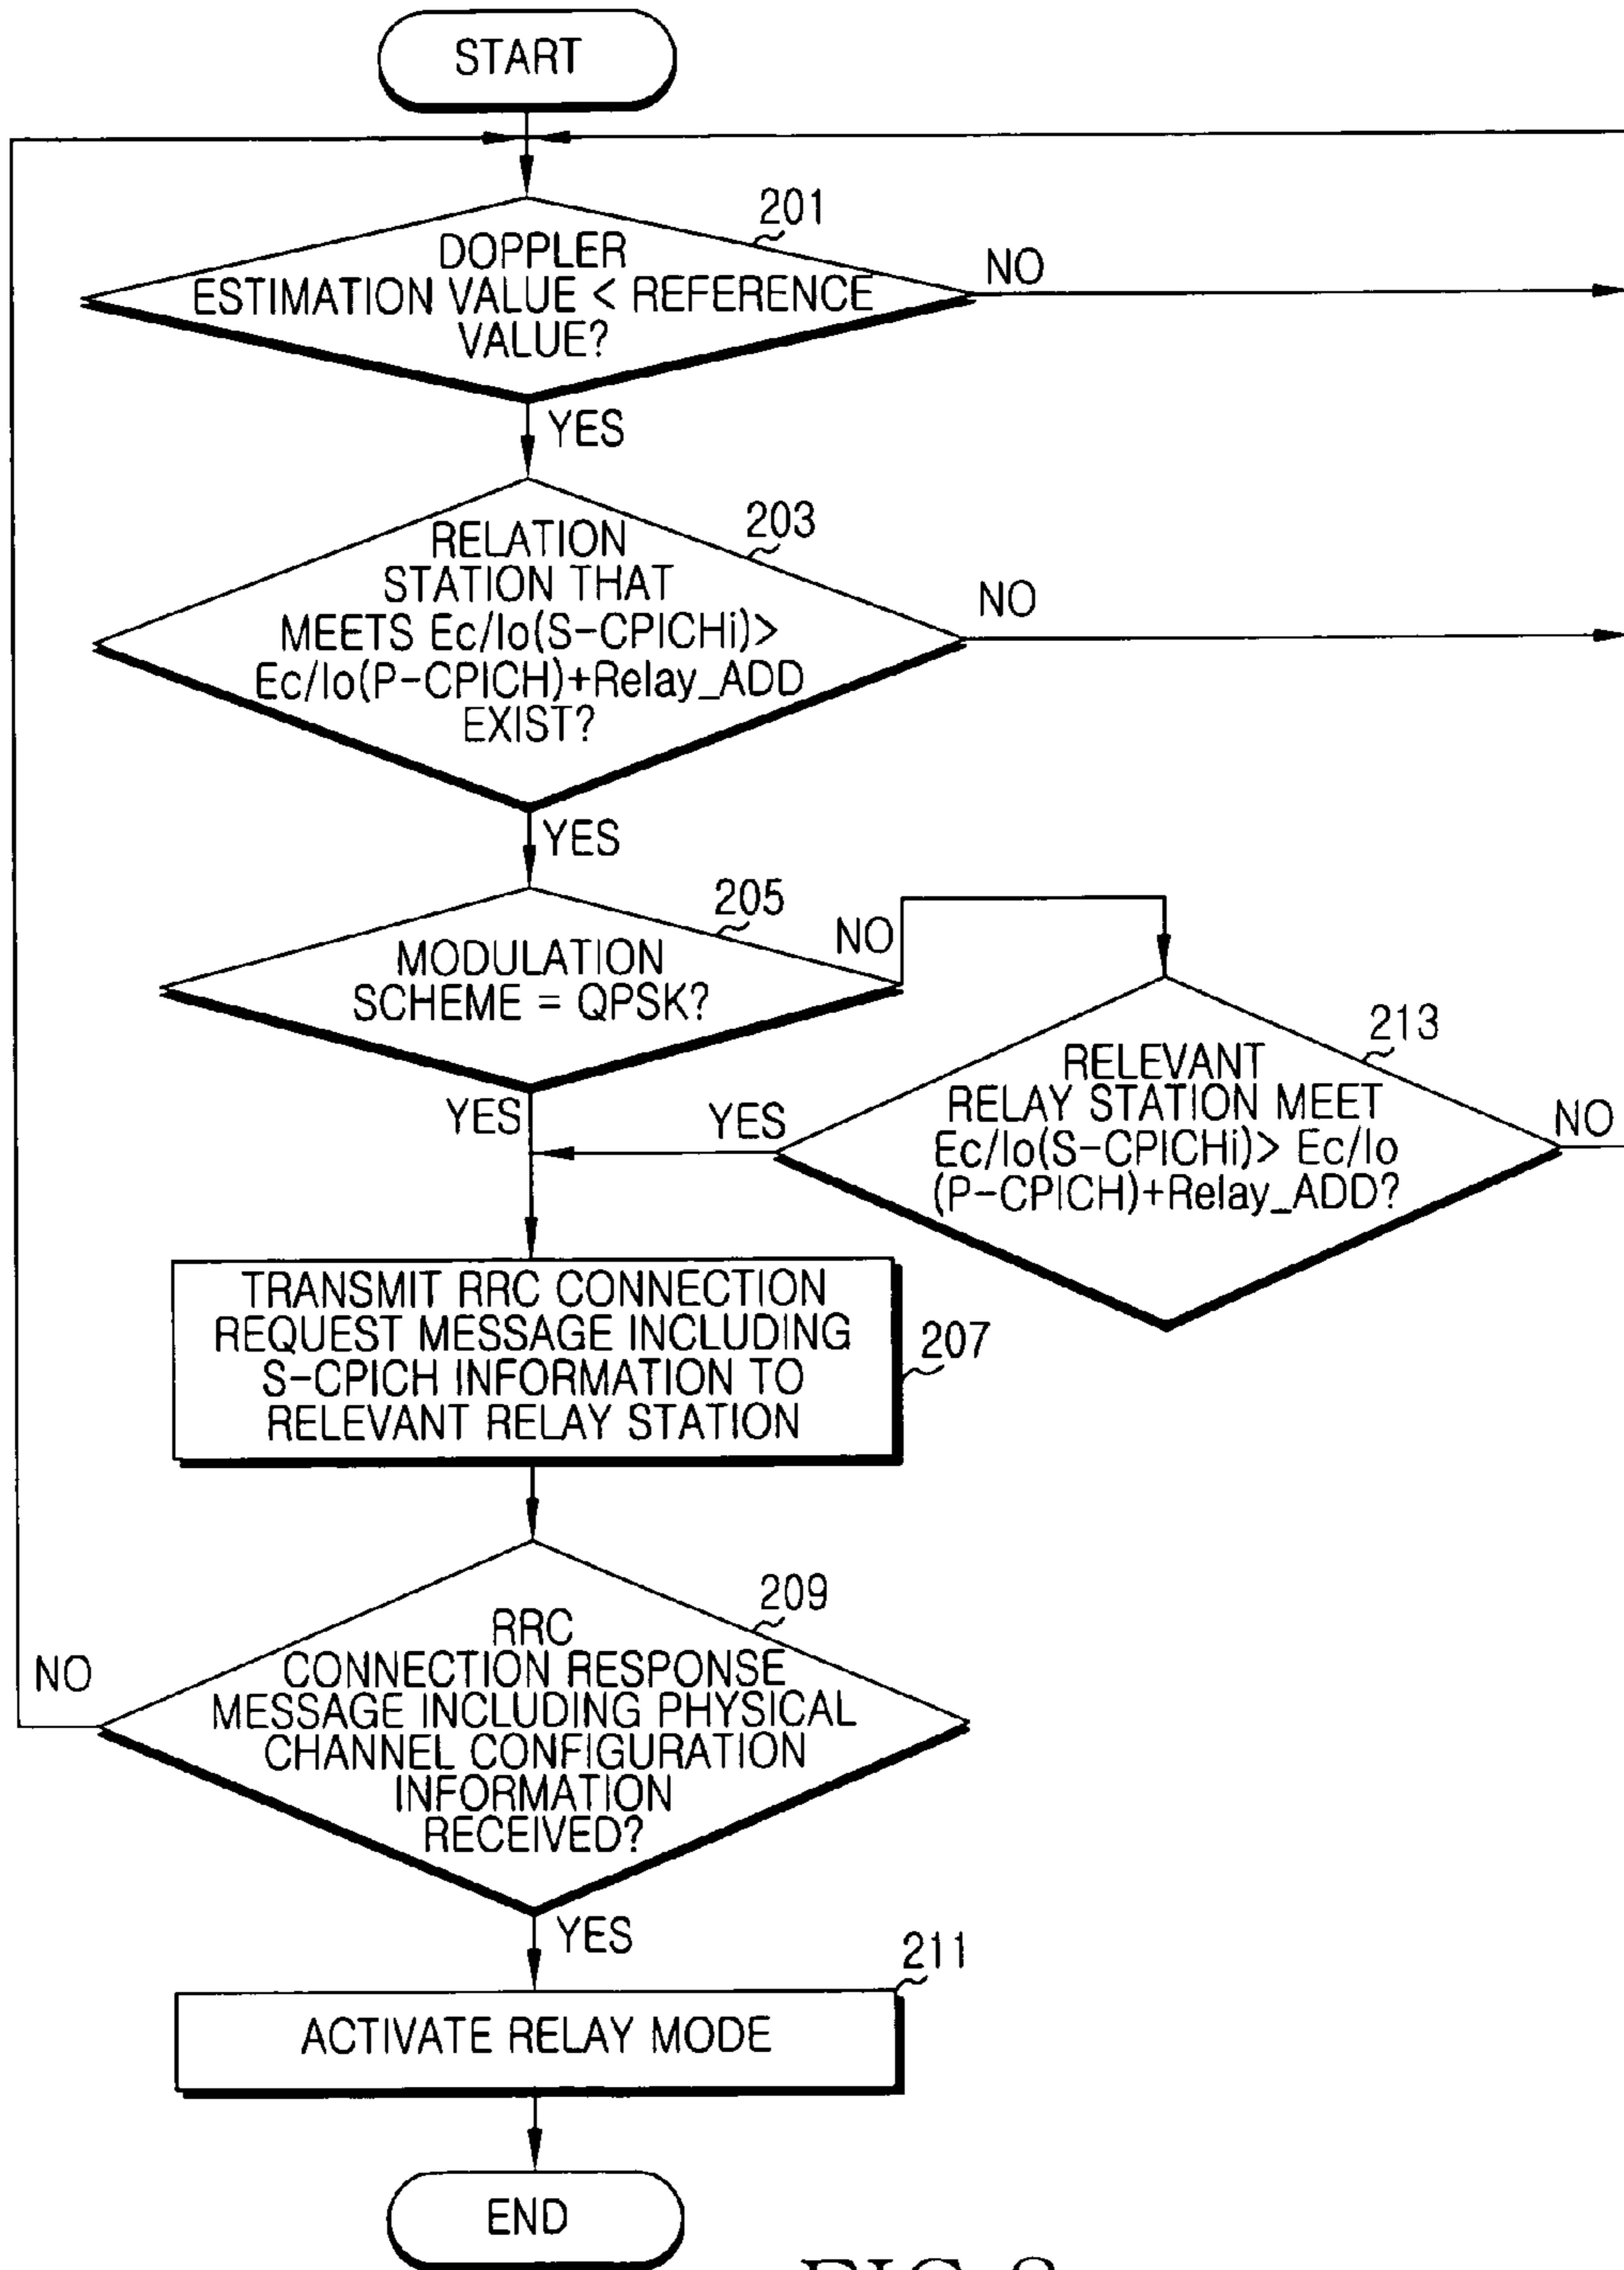 START
201
DOPPLER
ESTIMATION VALUE < REFERENCE
VALUE?
NO
YES
203
RELATION
STATION THAT
MEETS Ec/Io(S-CPICHi)>
Ec/Io(P-CPICH)+Relay_ADD
EXIST?
NO
YES
205
MODULATION
SCHEME = QPSK?
NO
YES
213
RELEVANT
RELAY STATION MEET
Ec/Io(S-CPICHi)> Ec/Io
(P-CPICH)+Relay_ADD?
YES
NO
TRANSMIT RRC CONNECTION
REQUEST MESSAGE INCLUDING
S-CPICH INFORMATION TO
RELEVANT RELAY STATION
207
209
RRC
CONNECTION RESPONSE
MESSAGE INCLUDING PHYSICAL
CHANNEL CONFIGURATION
INFORMATION
RECEIVED?
NO
YES
211
ACTIVATE RELAY MODE
END